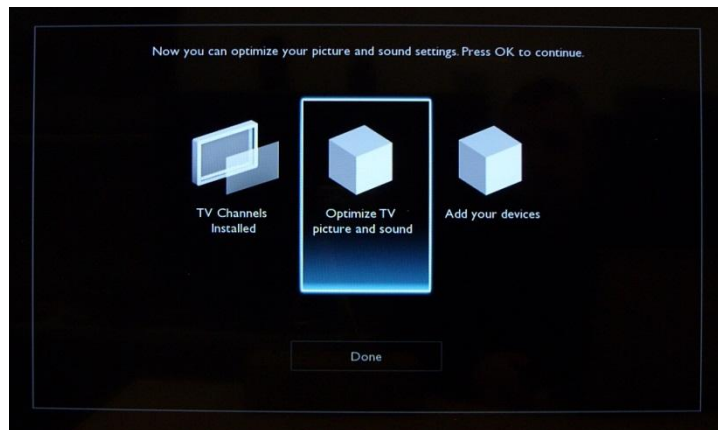 Now you can optimize your picture and sound settings. Press OK to continue.
TV Channels
Installed
Optimize TV
picture and sound
Add your devices
Done